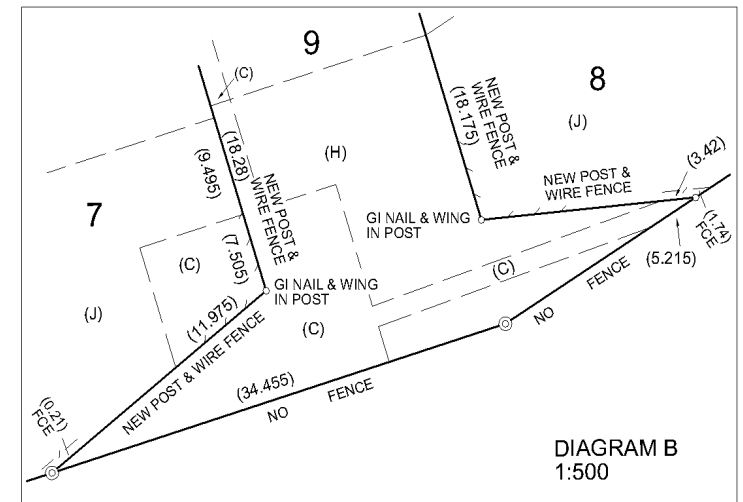 9
8
7
(C)
(J)
(H)
NEW POST &
WIRE FENCE
(18.175)
(18.28)
(9.495)
NEW POST &
WIRE FENCE
(7.505)
NEW POST &
WIRE FENCE
(3.42)
GI NAIL & WING
IN POST
(1.74)
FCE
(5.215)
(C)
(C)
GI NAIL & WING
IN POST
(J)
(11.975)
NEW POST & WIRE FENCE
(C)
NO FENCE
(34.455)
NO FENCE
(0.21)
FCE
DIAGRAM B
1:500